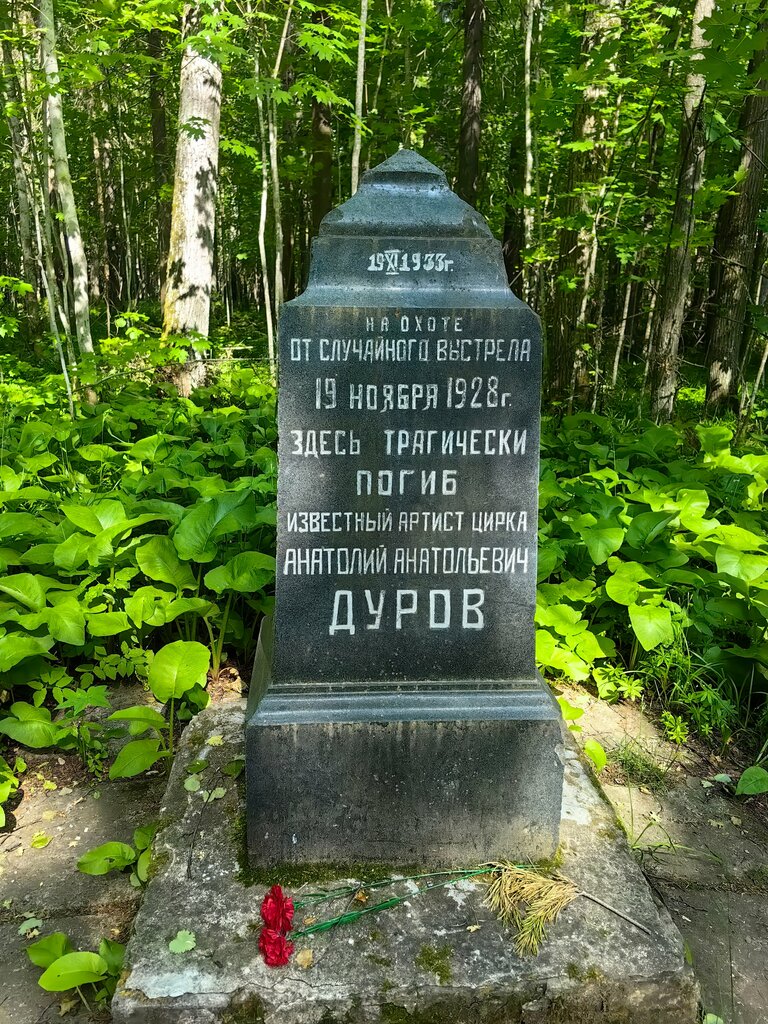 19 XI 1933г.
НА ОХОТЕ
ОТ СЛУЧАЙНОГО ВЫСТРЕЛА
19 НОЯБРЯ 1928г.
ЗДЕСЬ ТРАГИЧЕСКИ
ПОГИБ
ИЗВЕСТНЫЙ АРТИСТ ЦИРКА
АНАТОЛИЙ АНАТОЛЬЕВИЧ
ДУРОВ